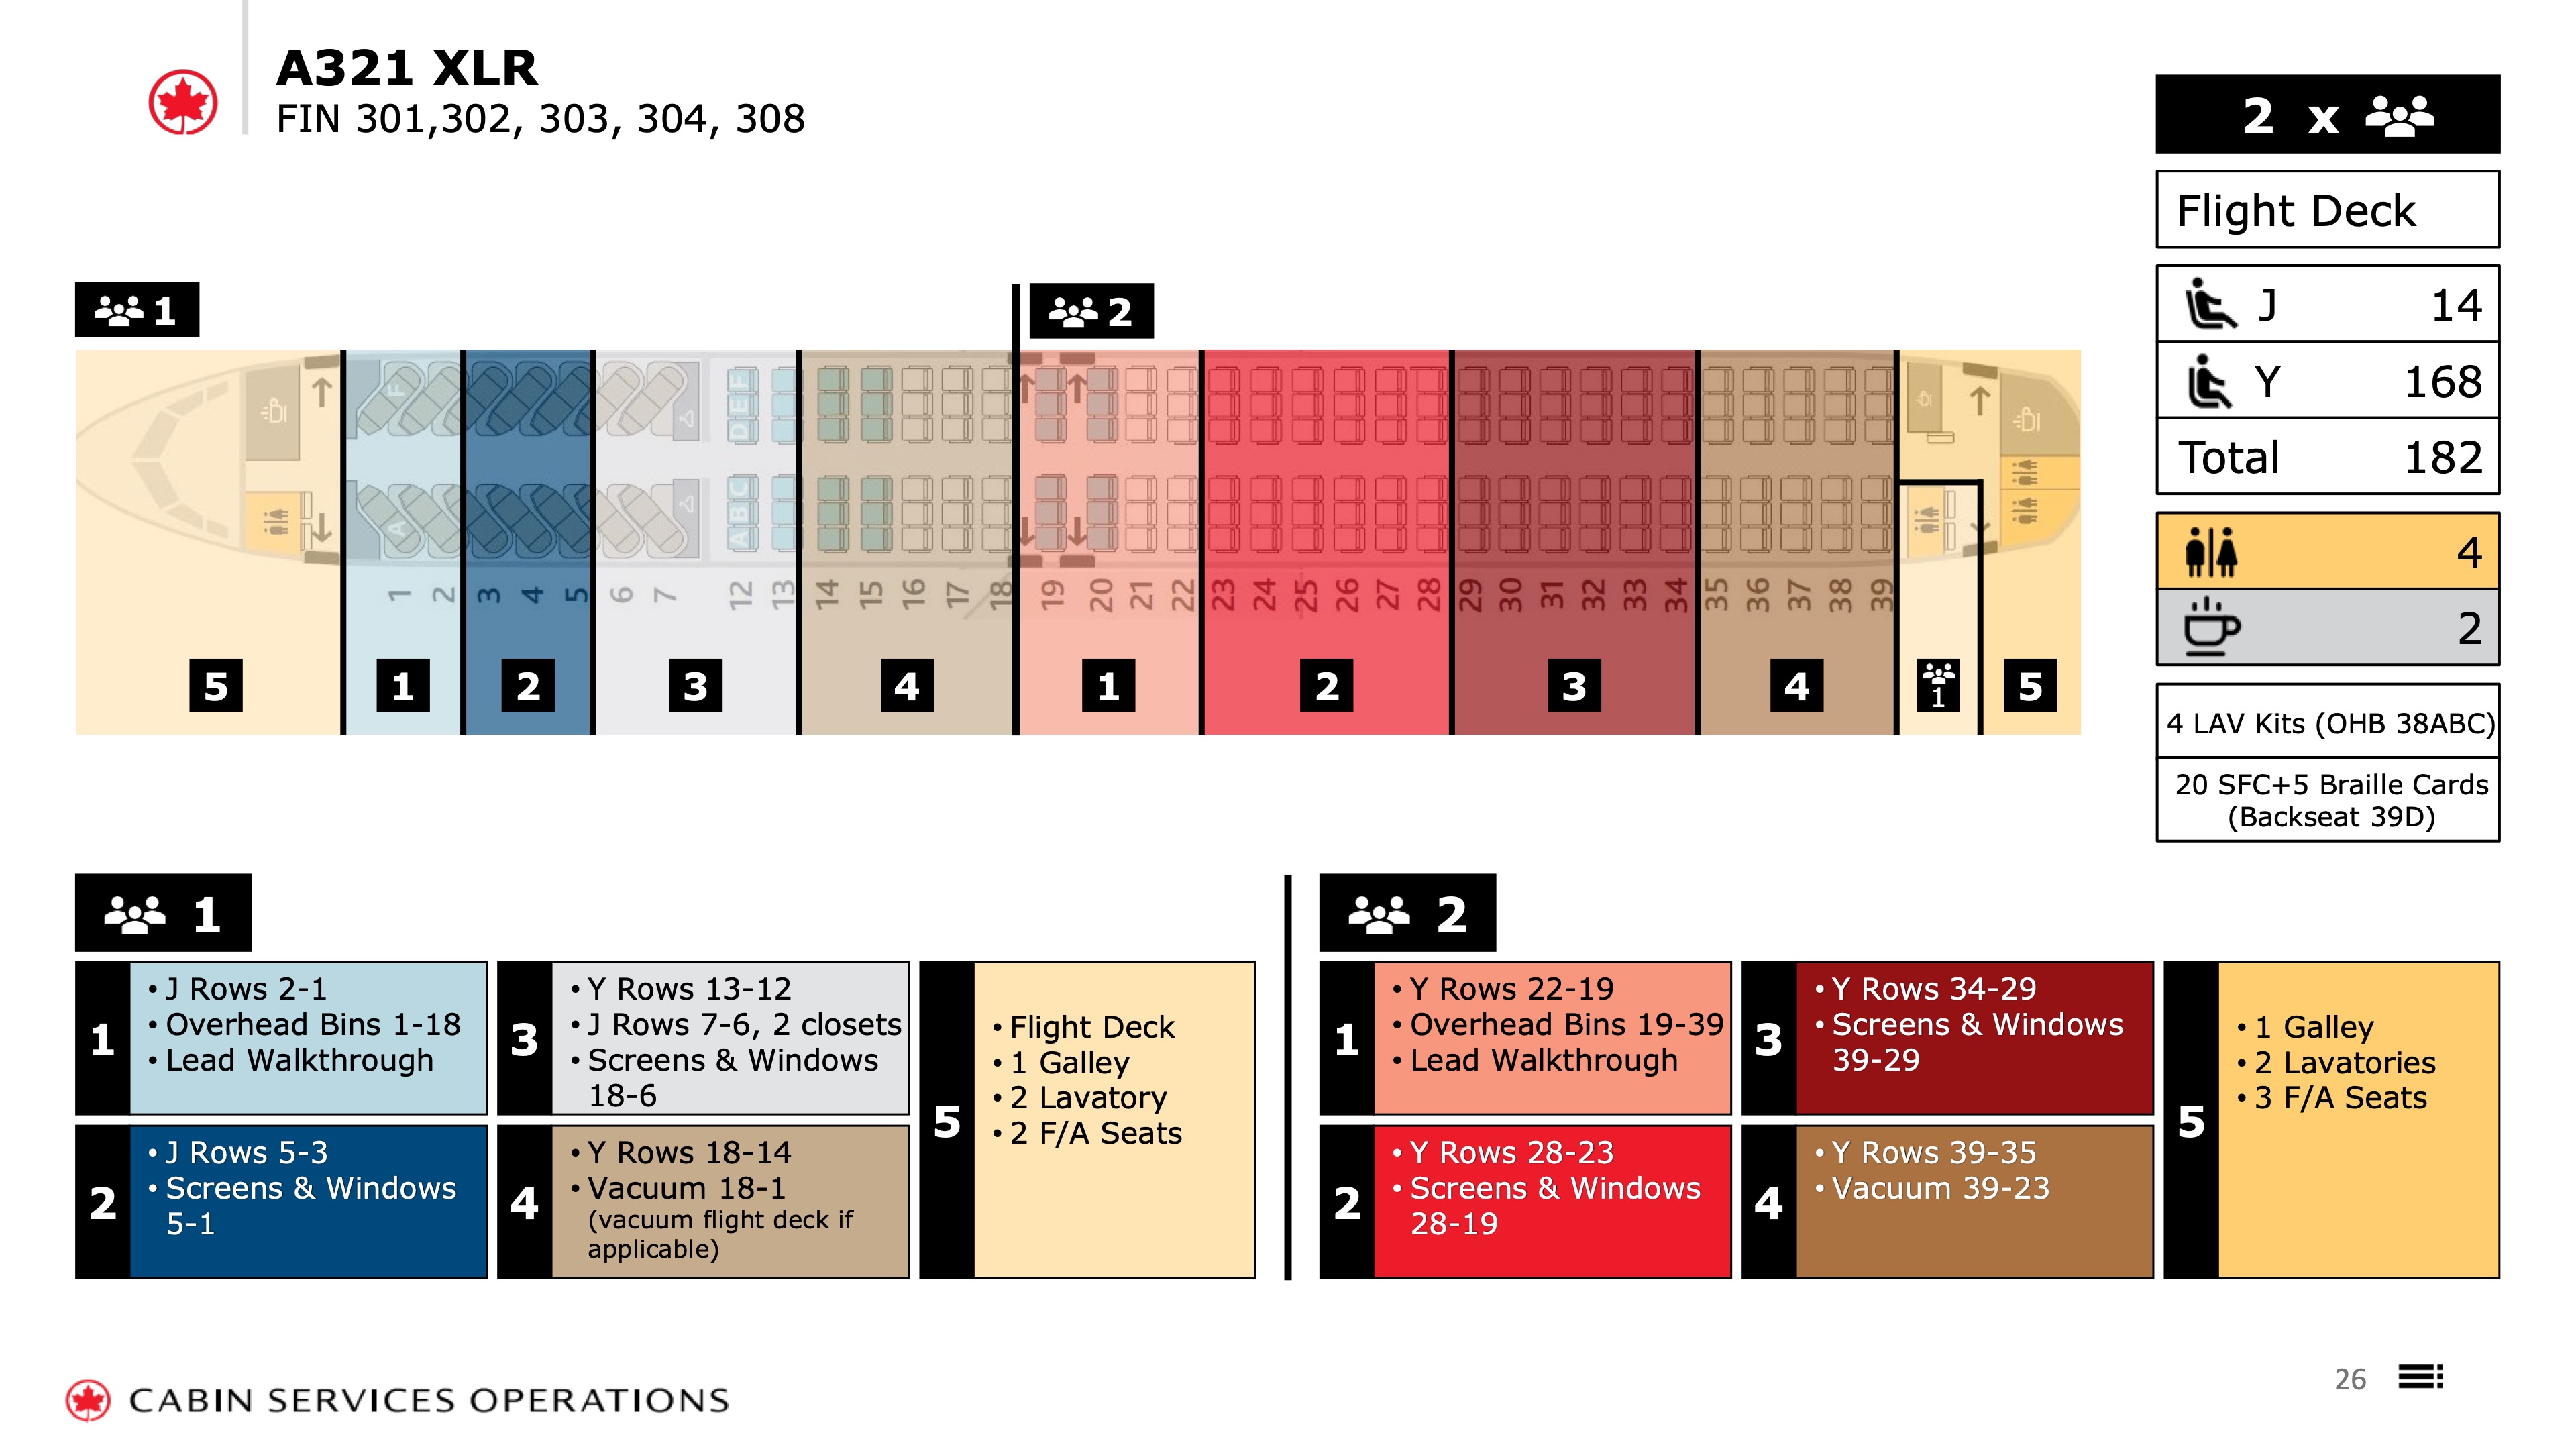 A321 XLR
FIN 301,302, 303, 304, 308
2 x
Flight Deck
J 14
Y 168
Total 182
4
2
4 LAV Kits (OHB 38ABC)
20 SFC+5 Braille Cards
(Backseat 39D)
1
2
F
A
D E F
A B C
1 2 3 4 5 6 7 12 13 14 15 16 17 18 19 20 21 22 23 24 25 26 27 28 29 30 31 32 33 34 35 36 37 38 39
5 1 2 3 4 1 2 3 4 1 5
1
1
• J Rows 2-1
• Overhead Bins 1-18
• Lead Walkthrough
2
• J Rows 5-3
• Screens & Windows
5-1
3
• Y Rows 13-12
• J Rows 7-6, 2 closets
• Screens & Windows
18-6
4
• Y Rows 18-14
• Vacuum 18-1
(vacuum flight deck if
applicable)
5
• Flight Deck
• 1 Galley
• 2 Lavatory
• 2 F/A Seats
2
1
• Y Rows 22-19
• Overhead Bins 19-39
• Lead Walkthrough
2
• Y Rows 28-23
• Screens & Windows
28-19
3
• Y Rows 34-29
• Screens & Windows
39-29
4
• Y Rows 39-35
• Vacuum 39-23
5
• 1 Galley
• 2 Lavatories
• 3 F/A Seats
CABIN SERVICES OPERATIONS
26